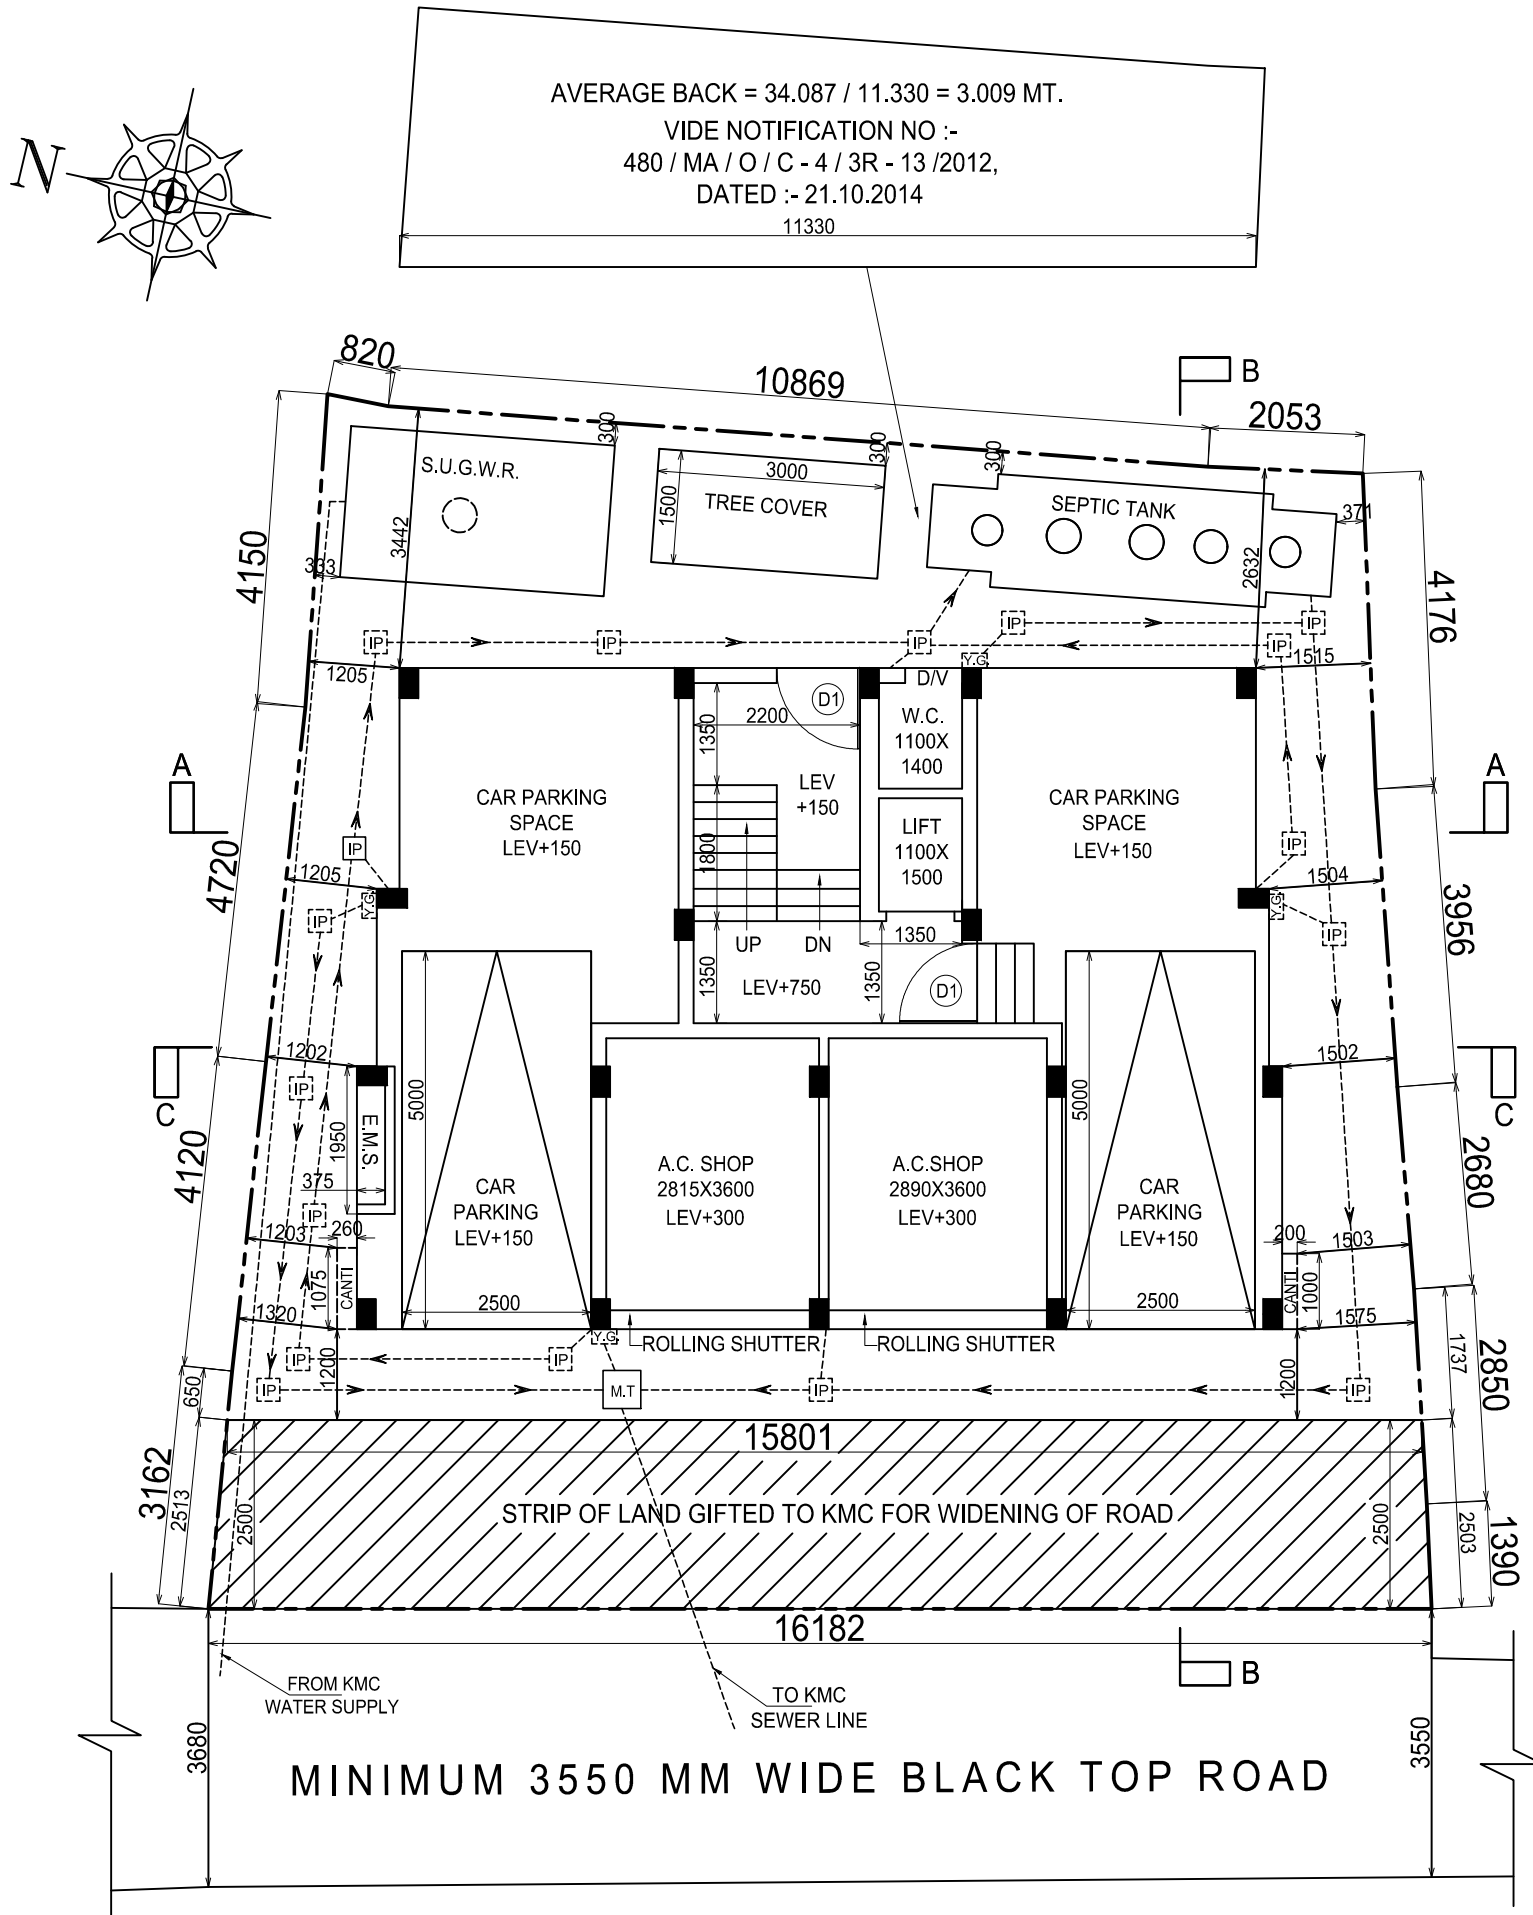 AVERAGE BACK = 34.087 / 11.330 = 3.009 MT.
VIDE NOTIFICATION NO :-
480 / MA / O / C - 4 / 3R - 13 /2012,
DATED :- 21.10.2014
11330
N
820
10869
B
2053
300
300
300
S.U.G.W.R.
3000
1500
TREE COVER
SEPTIC TANK
371
3442
2632
333
4150
4176
IP
IP
IP
IP
IP
IP
1205
Y.G
1515
D/V
D1
2200
1350
W.C.
1100X
1400
A
A
LEV
+150
CAR PARKING
SPACE
LEV+150
CAR PARKING
SPACE
LEV+150
LIFT
1100X
1500
1800
IP
IP
4720
1205
1504
3956
Y.G
Y.G
IP
IP
UP
DN
1350
1350
1350
LEV+750
D1
1202
1502
C
C
IP
5000
5000
E.M.S.
1950
375
4120
2680
A.C. SHOP
2815X3600
LEV+300
A.C.SHOP
2890X3600
LEV+300
CAR
PARKING
LEV+150
CAR
PARKING
LEV+150
IP
260
1203
200
1503
1075
CANTI
CANTI
1000
1320
2500
2500
1575
Y.G
ROLLING SHUTTER
ROLLING SHUTTER
IP
IP
1200
1200
1737
2850
650
IP
M.T
IP
IP
15801
3162
2513
2500
STRIP OF LAND GIFTED TO KMC FOR WIDENING OF ROAD
2500
2503
1390
16182
B
FROM KMC
WATER SUPPLY
TO KMC
SEWER LINE
3680
3550
MINIMUM 3550 MM WIDE BLACK TOP ROAD